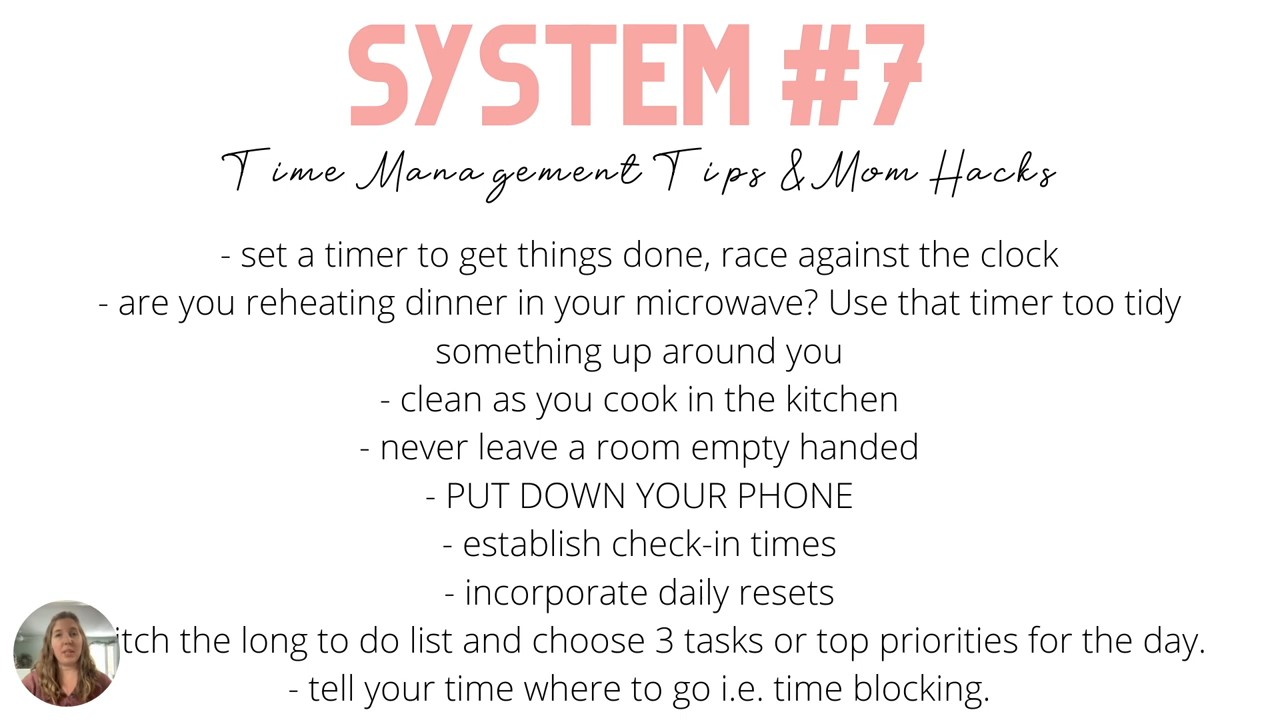 SYSTEM #7
Time Management Tips & Mom Hacks
- set a timer to get things done, race against the clock
- are you reheating dinner in your microwave? Use that timer too tidy
something up around you
- clean as you cook in the kitchen
- never leave a room empty handed
- PUT DOWN YOUR PHONE
- establish check-in times
- incorporate daily resets
the long to do list and choose 3 tasks or top priorities for the day.
- tell your time where to go i.e. time blocking.